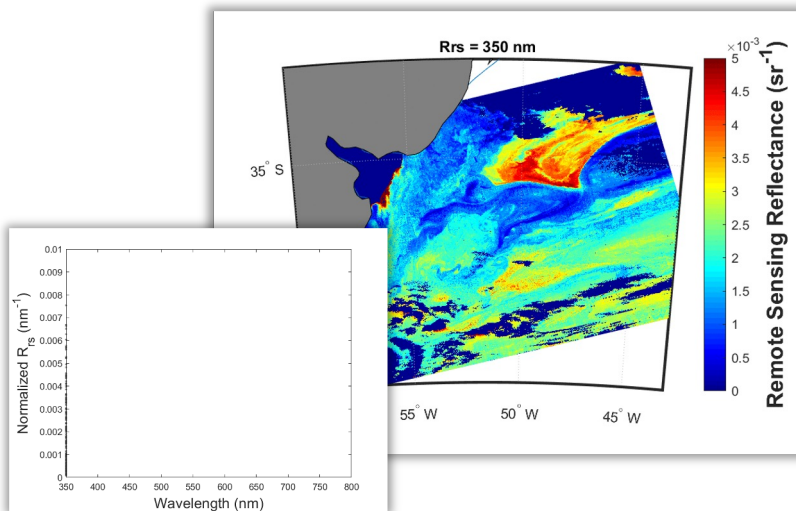 Rrs = 350 nm
×10⁻³
5
4.5
4
3.5
3
2.5
2
1.5
1
0.5
0
Remote Sensing Reflectance (sr⁻¹)
35° S
55° W
50° W
45° W
0.01
0.009
0.008
0.007
0.006
0.005
0.004
0.003
0.002
0.001
0
Normalized Rrs (nm⁻¹)
350 400 450 500 550 600 650 700 750 800
Wavelength (nm)